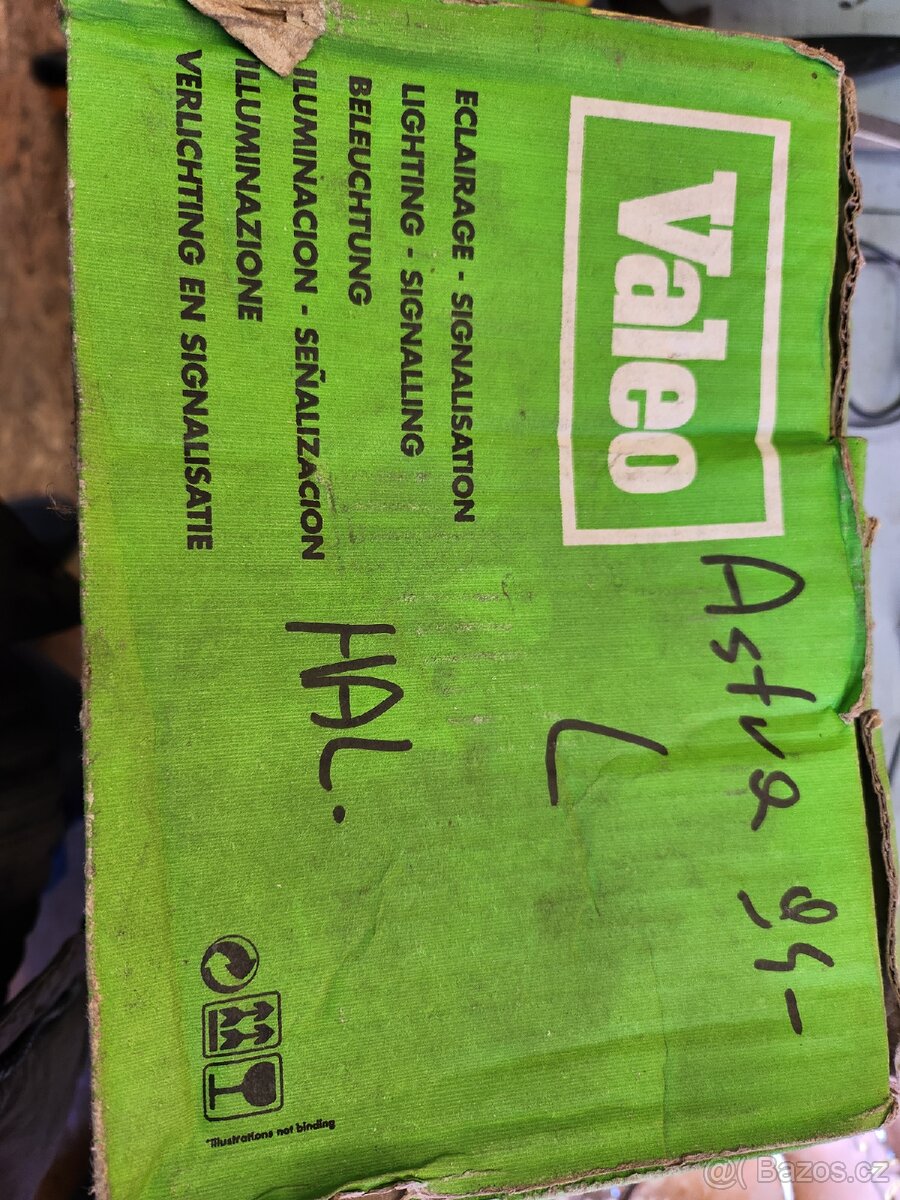 Valeo
Astra
ECLAIRAGE - SIGNALISATION
LIGHTING - SIGNALLING
BELEUCHTUNG
ILUMINACION - SEÑALIZACION
ILLUMINAZIONE
VERLICHTING EN SIGNALISATIE
L
HAL.
*Illustrations not binding
@ Bazos.cz